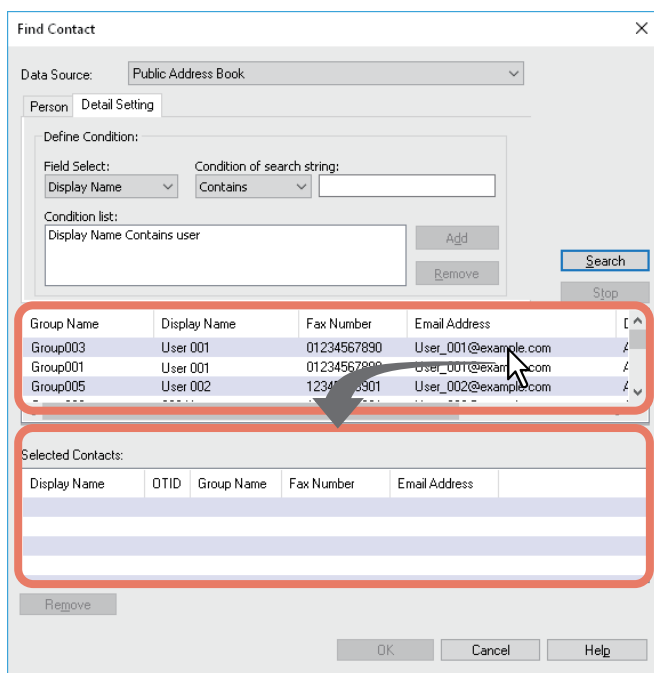 Find Contact
Data Source: Public Address Book
Person Detail Setting
Define Condition:
Field Select: Condition of search string:
Display Name Contains
Condition list:
Display Name Contains user
Add
Remove
Search
Stop
Group Name Display Name Fax Number Email Address
Group003 User 001 01234567890 User_001@example.com
Group001 User 001 User_001@example.com
Group005 User 002 User_002@example.com
Selected Contacts:
Display Name OTID Group Name Fax Number Email Address
Remove
OK Cancel Help